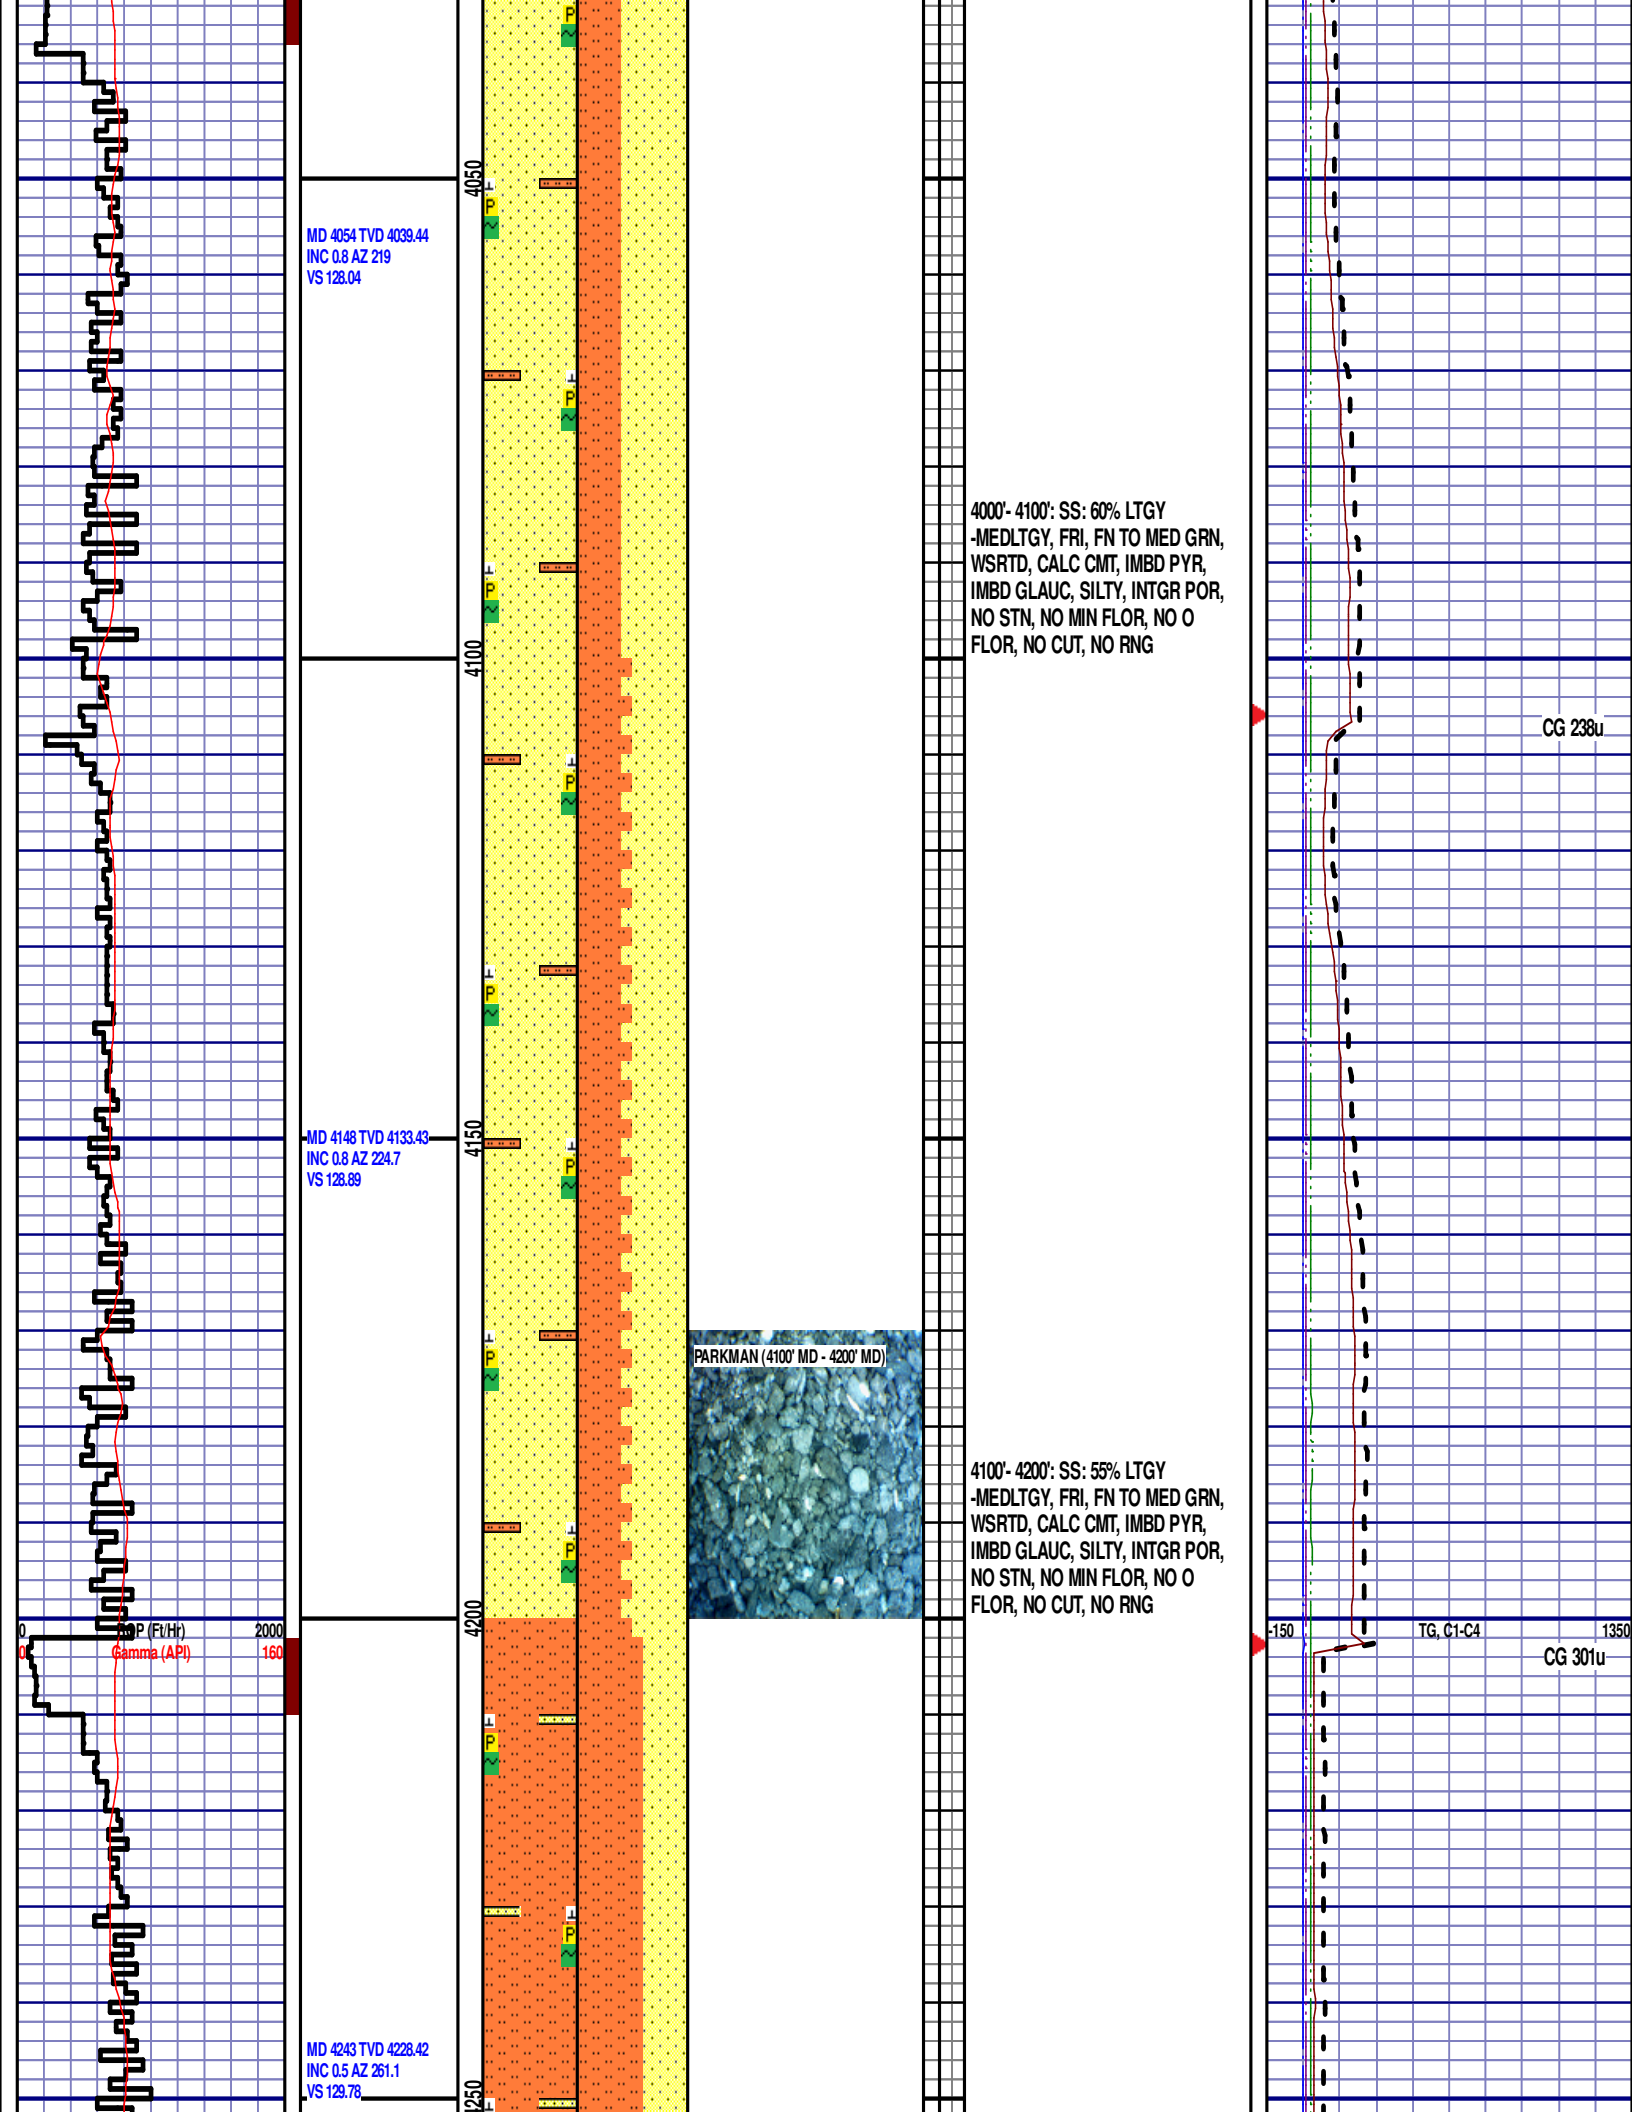 P
4050
P
MD 4054 TVD 4039.44
INC 0.8 AZ 219
VS 128.04
P
4000'- 4100': SS: 60% LTGY
-MEDLTGY, FRI, FN TO MED GRN,
WSRTD, CALC CMT, IMBD PYR,
IMBD GLAUC, SILTY, INTGR POR,
NO STN, NO MIN FLOR, NO O
FLOR, NO CUT, NO RNG
P
4100
CG 238u
P
P
MD 4148 TVD 4133.43
INC 0.8 AZ 224.7
VS 128.89
4150
P
PARKMAN (4100' MD - 4200' MD)
P
4100'- 4200': SS: 55% LTGY
-MEDLTGY, FRI, FN TO MED GRN,
WSRTD, CALC CMT, IMBD PYR,
IMBD GLAUC, SILTY, INTGR POR,
NO STN, NO MIN FLOR, NO O
FLOR, NO CUT, NO RNG
P
4200
0 ROP (Ft/Hr) 2000
0 Gamma (API) 160
-150 TG, C1-C4 1350
CG 301u
P
P
MD 4243 TVD 4228.42
INC 0.5 AZ 261.1
VS 129.78
4250